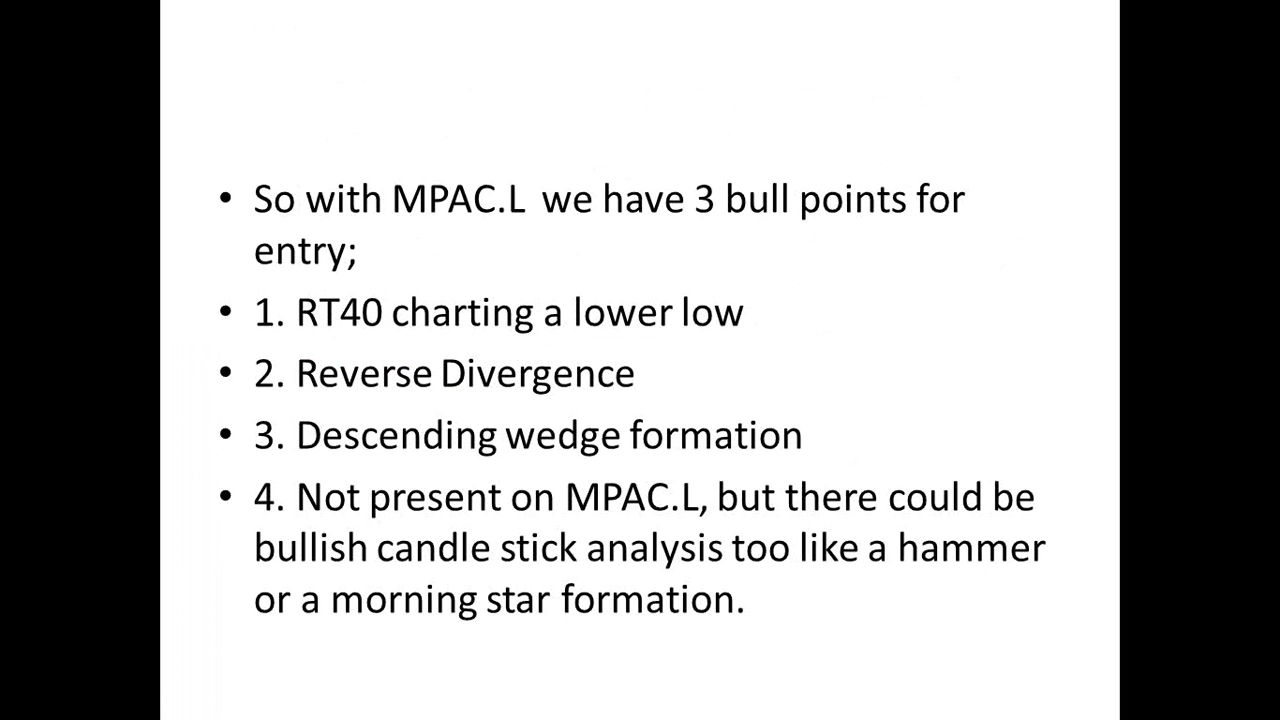 • So with MPAC.L  we have 3 bull points for
entry;
• 1. RT40 charting a lower low
• 2. Reverse Divergence
• 3. Descending wedge formation
• 4. Not present on MPAC.L, but there could be
bullish candle stick analysis too like a hammer
or a morning star formation.